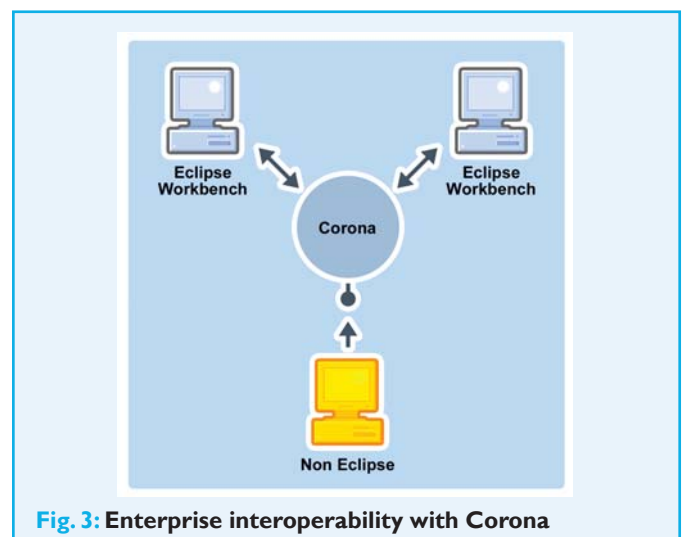 Eclipse
Workbench
Eclipse
Workbench
Corona
Non Eclipse
Fig. 3: Enterprise interoperability with Corona